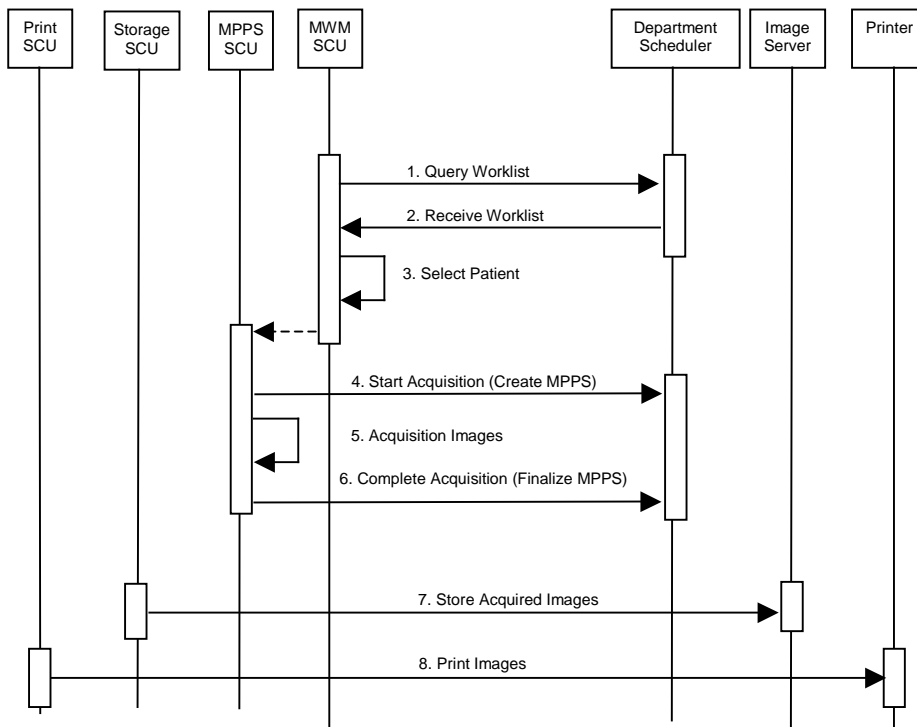 Print
SCU
Storage
SCU
MPPS
SCU
MWM
SCU
Department
Scheduler
Image
Server
Printer
1. Query Worklist
2. Receive Worklist
3. Select Patient
4. Start Acquisition (Create MPPS)
5. Acquisition Images
6. Complete Acquisition (Finalize MPPS)
7. Store Acquired Images
8. Print Images